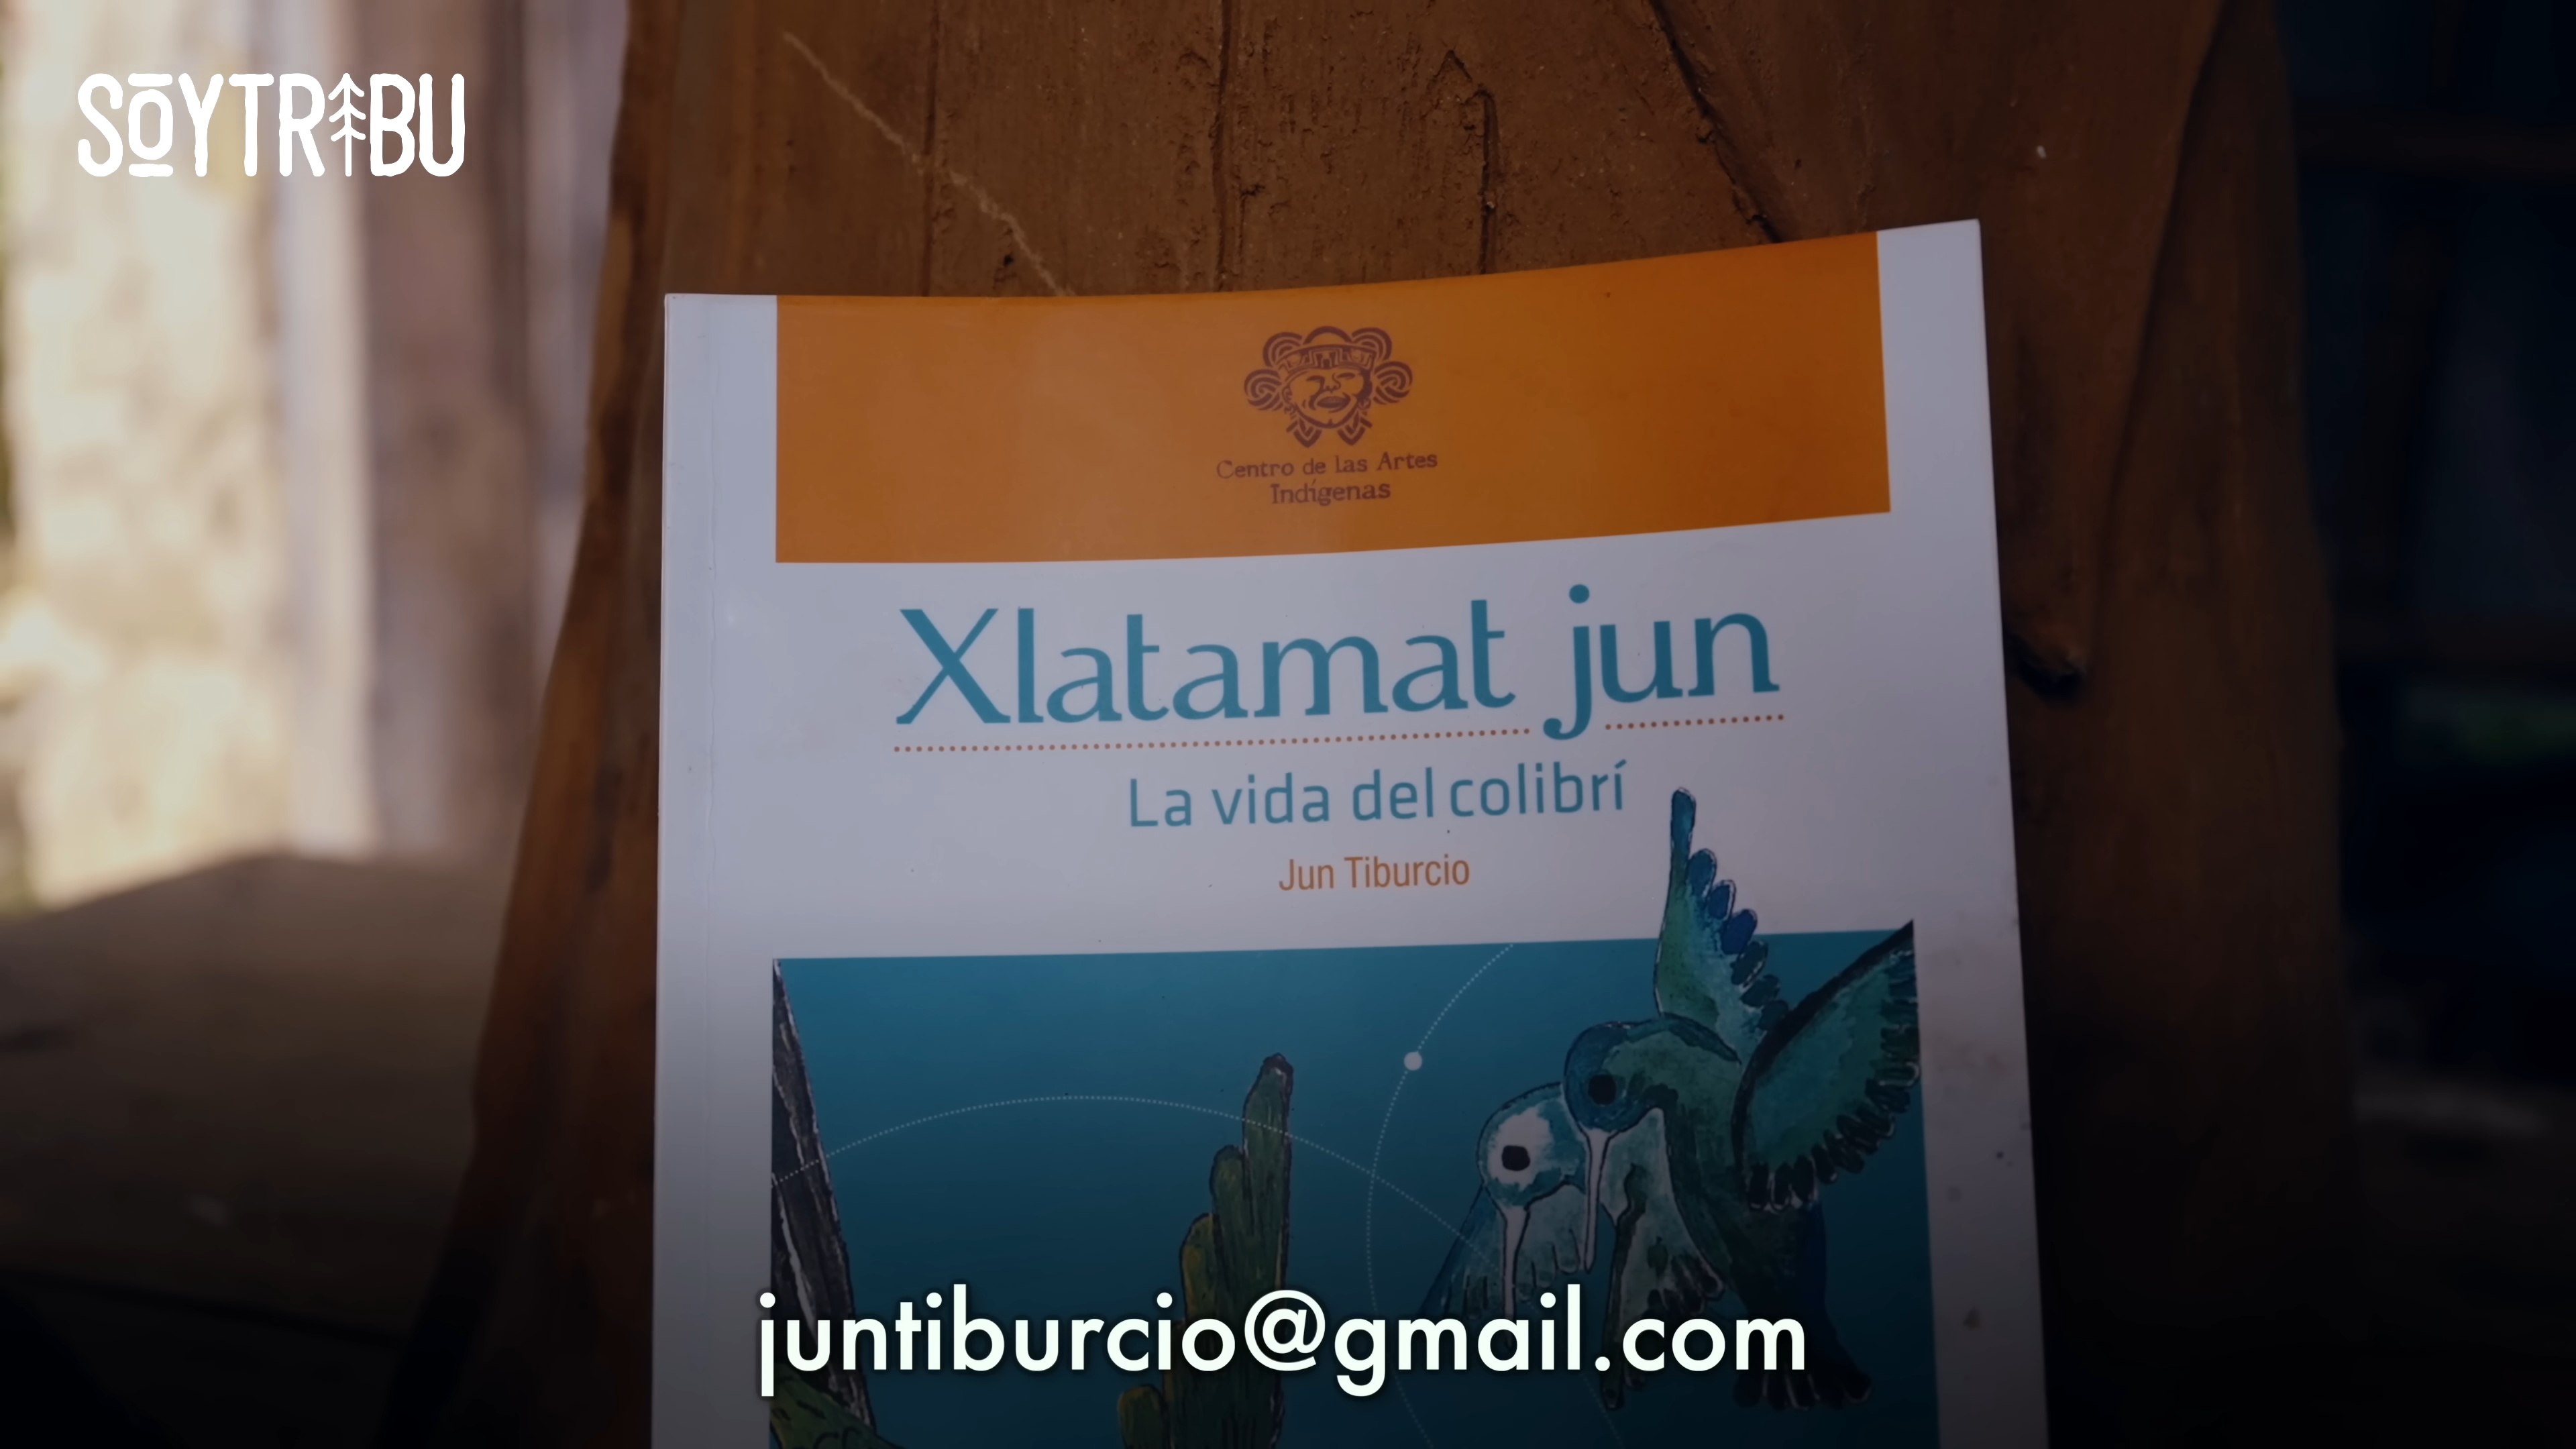 SOYTRIBU
Centro de las Artes
Indígenas
Xlatamat jun
La vida del colibrí
Jun Tiburcio
juntiburcio@gmail.com